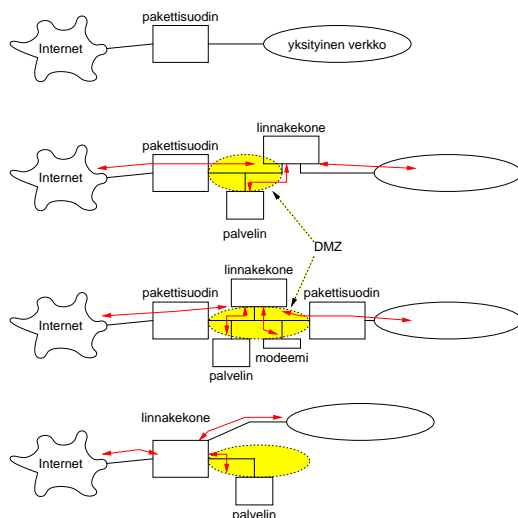 pakettisuodin
Internet
yksityinen verkko
linnakekone
pakettisuodin
Internet
palvelin
DMZ
linnakekone
pakettisuodin
pakettisuodin
Internet
modeemi
palvelin
linnakekone
Internet
palvelin